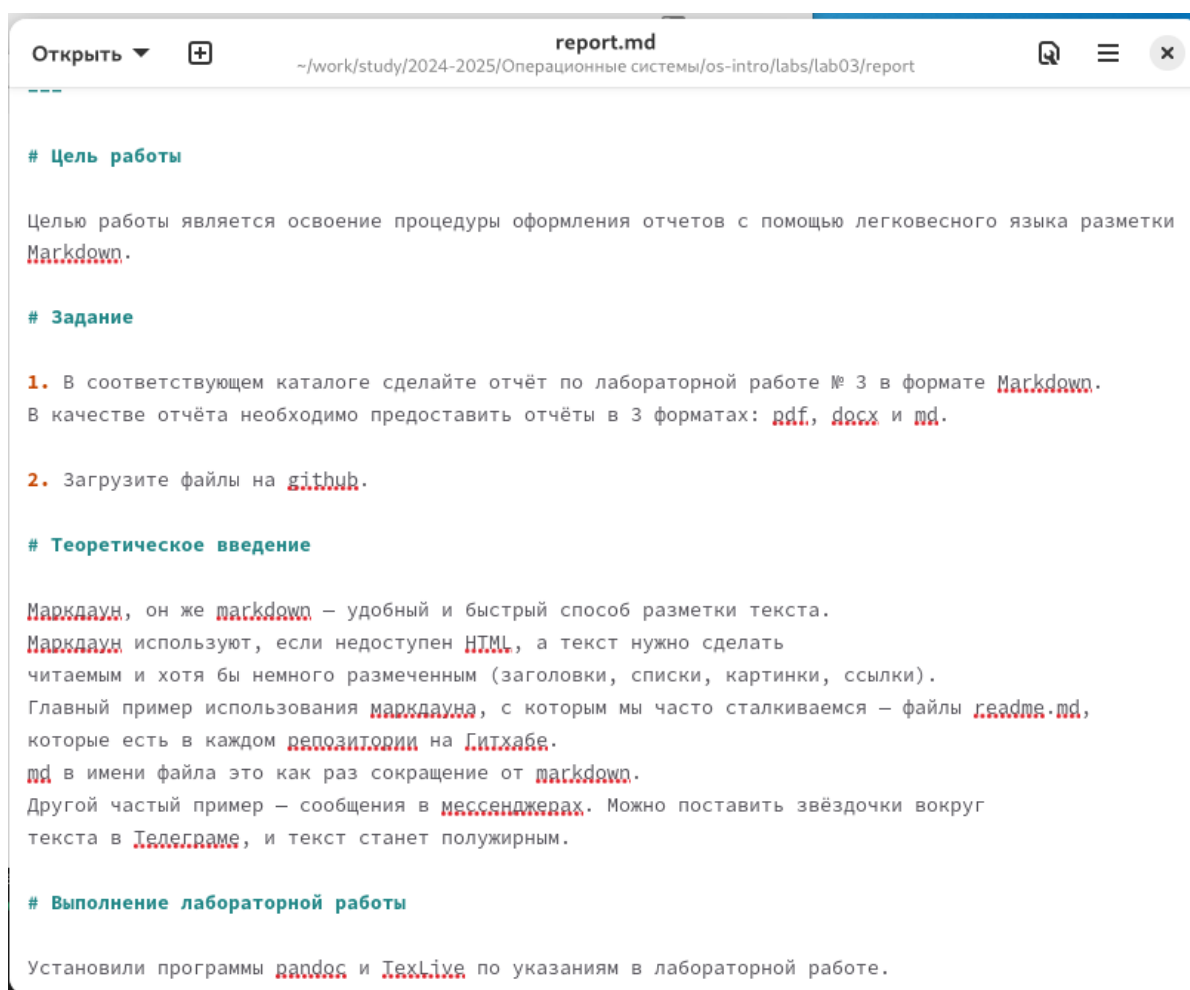 Открыть
report.md
~/work/study/2024-2025/Операционные системы/os-intro/labs/lab03/report
---
# Цель работы
Целью работы является освоение процедуры оформления отчетов с помощью легковесного языка разметки
Markdown.
# Задание
1. В соответствующем каталоге сделайте отчёт по лабораторной работе № 3 в формате Markdown.
В качестве отчёта необходимо предоставить отчёты в 3 форматах: pdf, docx и md.
2. Загрузите файлы на github.
# Теоретическое введение
Маркдаун, он же markdown — удобный и быстрый способ разметки текста.
Маркдаун используют, если недоступен HTML, а текст нужно сделать
читаемым и хотя бы немного размеченным (заголовки, списки, картинки, ссылки).
Главный пример использования маркдауна, с которым мы часто сталкиваемся — файлы readme.md,
которые есть в каждом репозитории на Гитхабе.
md в имени файла это как раз сокращение от markdown.
Другой частый пример — сообщения в мессенджерах. Можно поставить звёздочки вокруг
текста в Телеграме, и текст станет полужирным.
# Выполнение лабораторной работы
Установили программы pandoc и TexLive по указаниям в лабораторной работе.